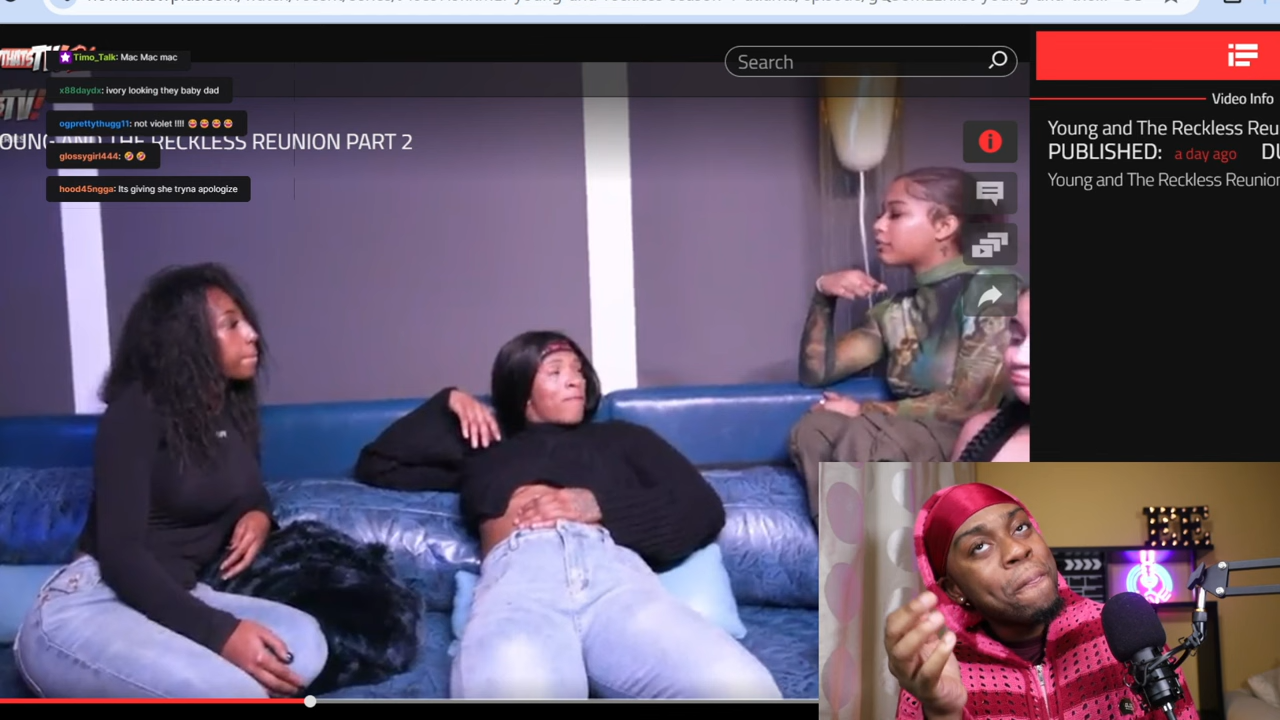 Search
Timo_Talk: Mac Mac mac
x88daydx: ivory looking they baby dad
ogprettythugg11: not violet !!!!
YOUNG AND THE RECKLESS REUNION PART 2
glossygirl444:
hood45ngga: Its giving she tryna apologize
Video Info
Young and The Reckless Reu
PUBLISHED: a day ago DU
Young and The Reckless Reunion